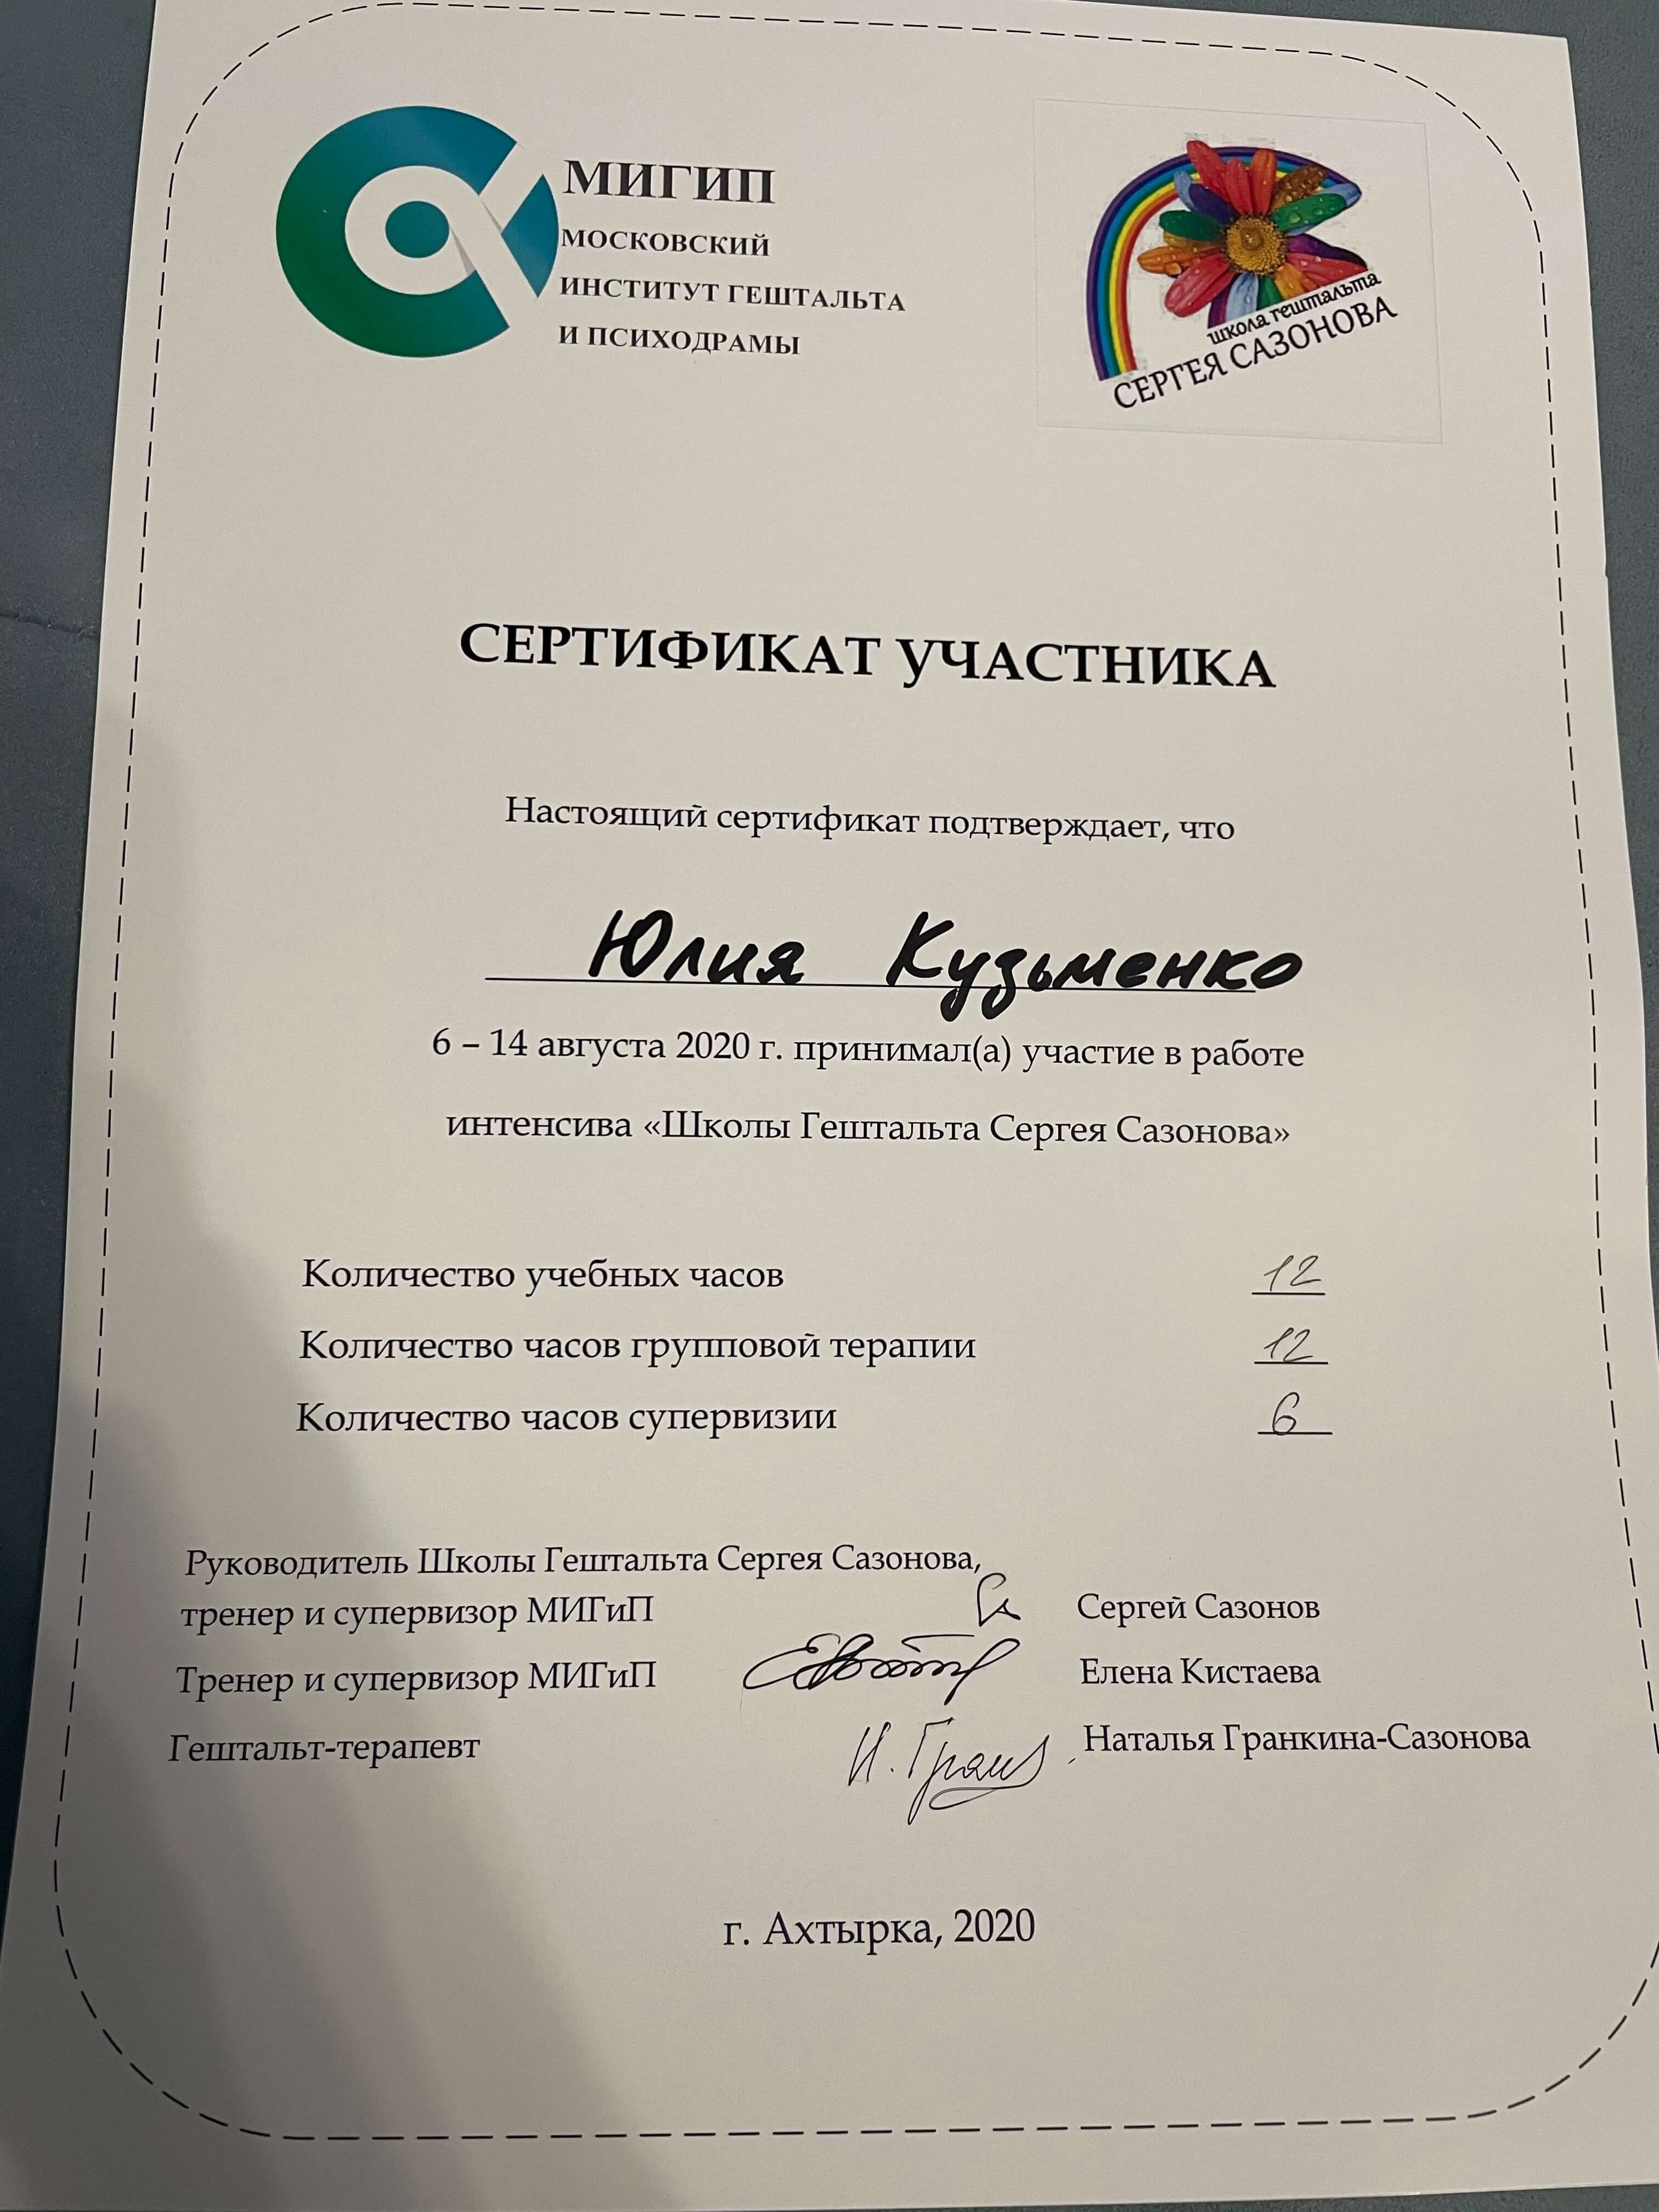 МИГИП
МОСКОВСКИЙ
ИНСТИТУТ ГЕШТАЛЬТА
И ПСИХОДРАМЫ
школа гештальта
СЕРГЕЯ САЗОНОВА
СЕРТИФИКАТ УЧАСТНИКА
Настоящий сертификат подтверждает, что
Юлия Кузьменко
6 – 14 августа 2020 г. принимал(а) участие в работе
интенсива «Школы Гештальта Сергея Сазонова»
Количество учебных часов 12
Количество часов групповой терапии 12
Количество часов супервизии 6
Руководитель Школы Гештальта Сергея Сазонова,
тренер и супервизор МИГиП Сергей Сазонов
Тренер и супервизор МИГиП Елена Кистаева
Гештальт-терапевт Наталья Гранкина-Сазонова
г. Ахтырка, 2020